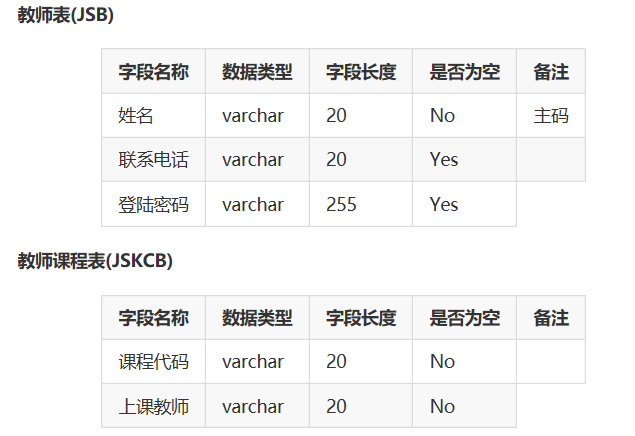 教师表(JSB)
字段名称 数据类型 字段长度 是否为空 备注
姓名 varchar 20 No 主码
联系电话 varchar 20 Yes
登陆密码 varchar 255 Yes
教师课程表(JSKCB)
字段名称 数据类型 字段长度 是否为空 备注
课程代码 varchar 20 No
上课教师 varchar 20 No